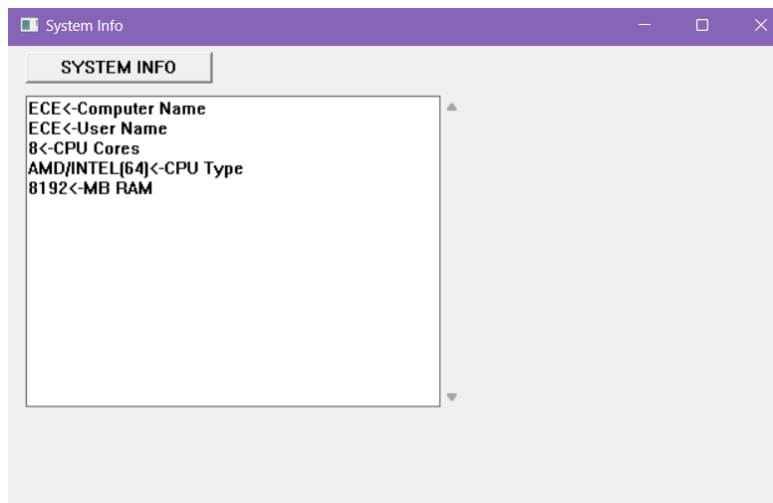 System Info
SYSTEM INFO
ECE<-Computer Name
ECE<-User Name
8<-CPU Cores
AMD/INTEL(64)<-CPU Type
8192<-MB RAM